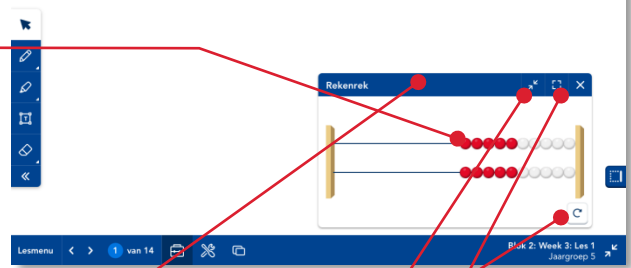 Rekenrek
T
Lesmenu
1 van 14
Blok 2: Week 3: Les 1
Jaargroep 5